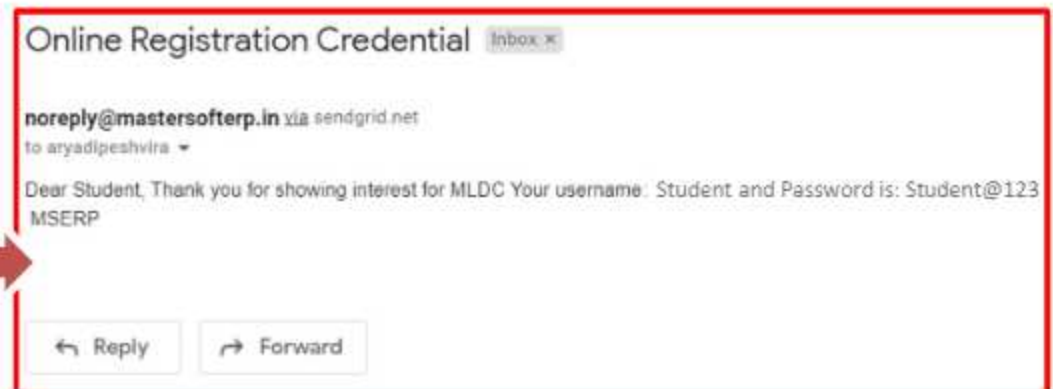 Online Registration Credential Inbox ×
noreply@mastersofterp.in via sendgrid.net
to aryadipeshvira
Dear Student, Thank you for showing interest for MLDC Your username: Student and Password is: Student@123
MSERP
Reply Forward